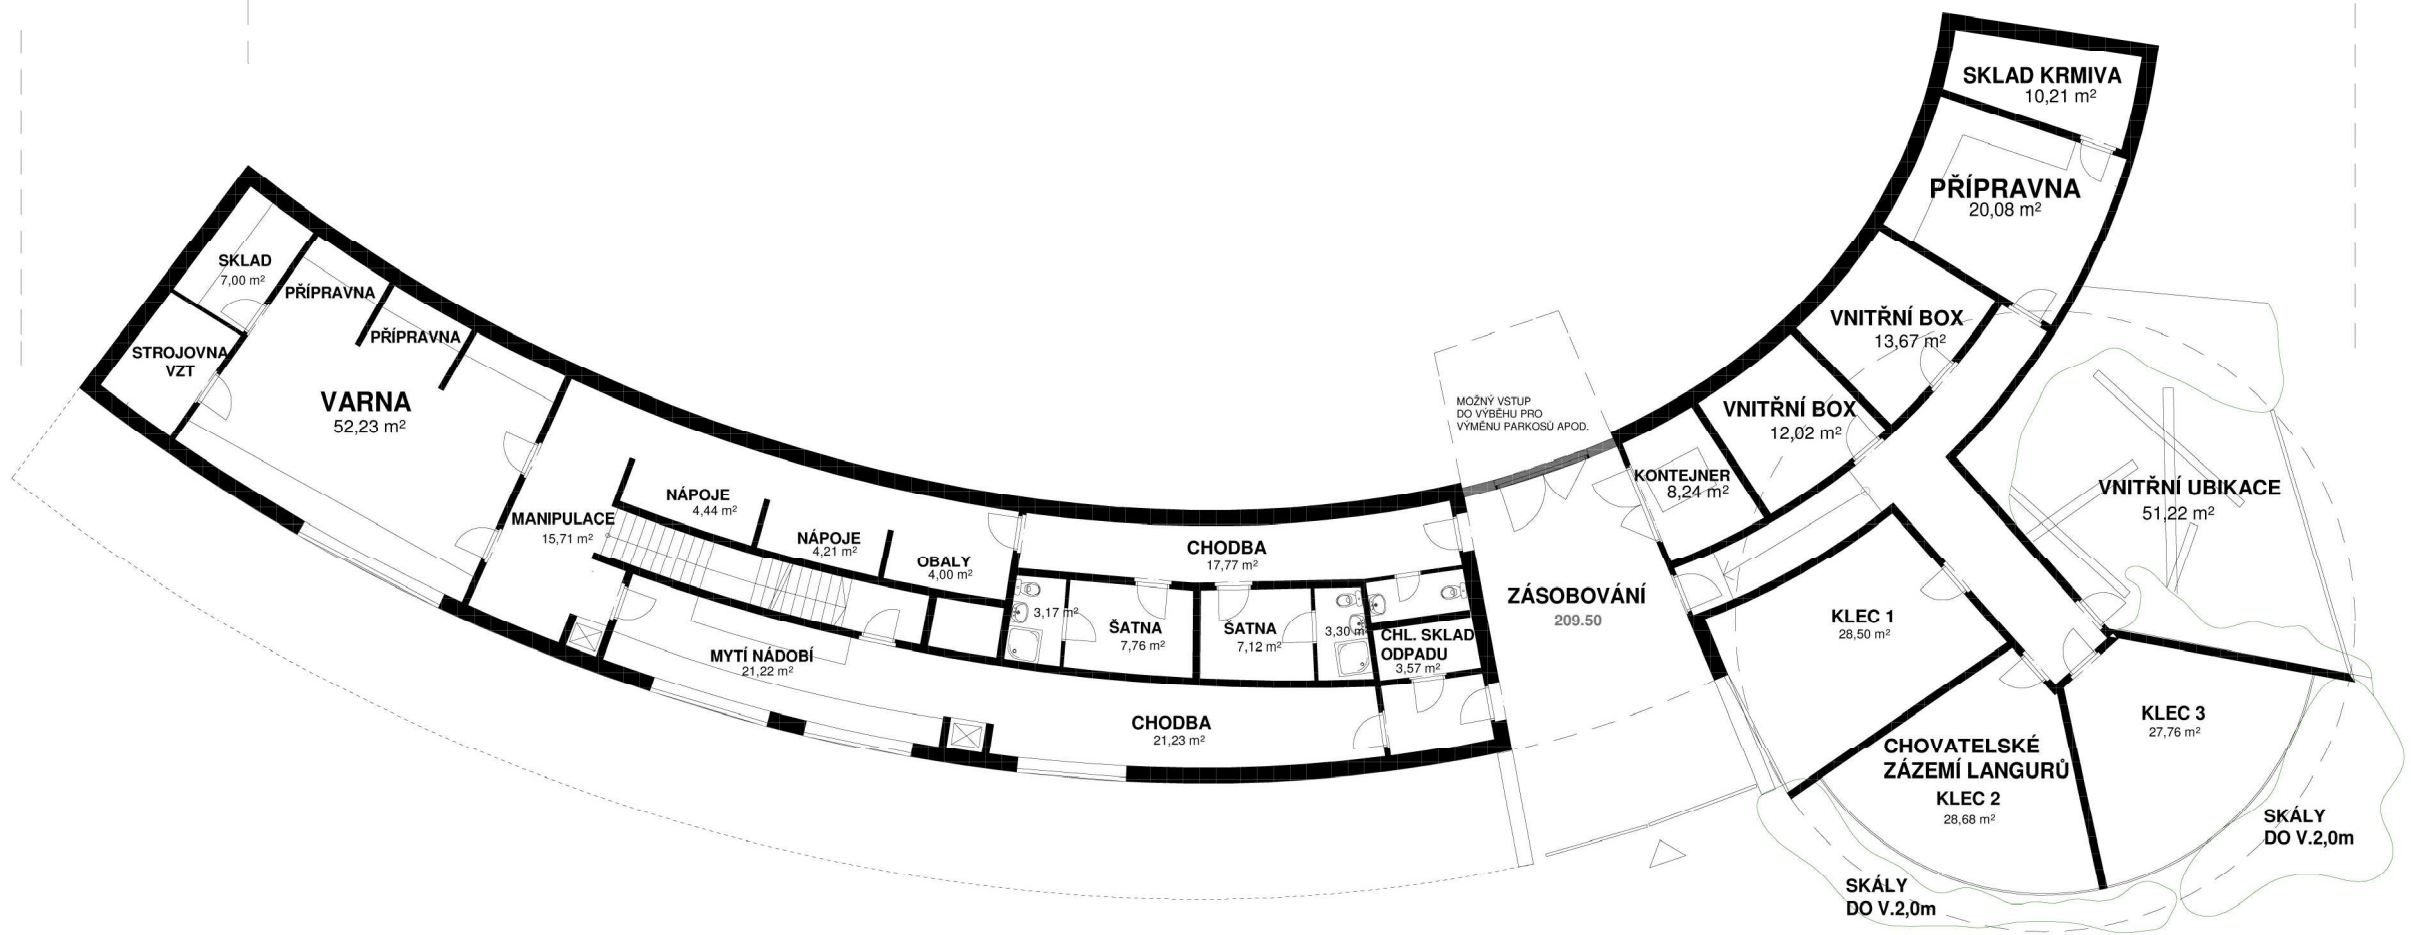 SKLAD KRMIVA
10,21 m²
PŘÍPRAVNA
20,08 m²
SKLAD
7,00 m²
PŘÍPRAVNA
PŘÍPRAVNA
STROJOVNA
VZT
VARNA
52,23 m²
VNITŘNÍ BOX
13,67 m²
VNITŘNÍ BOX
12,02 m²
MOŽNÝ VSTUP
DO VÝBĚHU PRO
VÝMĚNU PARKOSŮ APOD.
KONTEJNER
8,24 m²
VNITŘNÍ UBIKACE
51,22 m²
MANIPULACE
15,71 m²
NÁPOJE
4,44 m²
NÁPOJE
4,21 m²
OBALY
4,00 m²
CHODBA
17,77 m²
ZÁSOBOVÁNÍ
209.50
3,17 m²
ŠATNA
7,76 m²
ŠATNA
7,12 m²
3,30 m²
CHL. SKLAD
ODPADU
3,57 m²
MYTÍ NÁDOBÍ
21,22 m²
CHODBA
21,23 m²
KLEC 1
28,50 m²
KLEC 3
27,76 m²
CHOVATELSKÉ
ZÁZEMÍ LANGURŮ
KLEC 2
28,68 m²
SKÁLY
DO V.2,0m
SKÁLY
DO V.2,0m